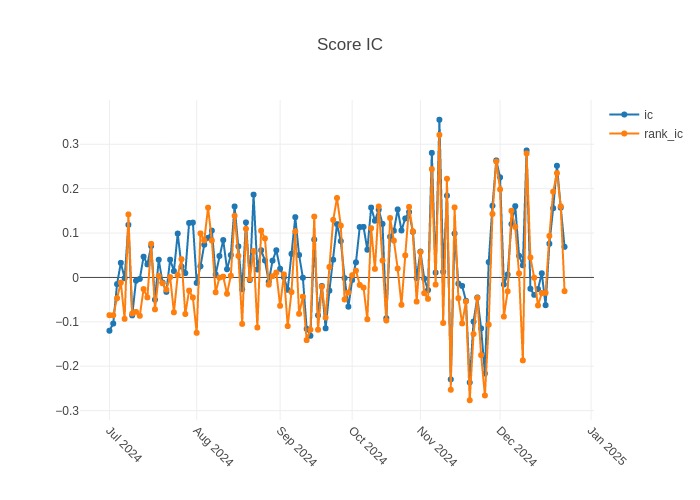 Score IC
ic
rank_ic
0.3
0.2
0.1
0
−0.1
−0.2
−0.3
Jul 2024
Aug 2024
Sep 2024
Oct 2024
Nov 2024
Dec 2024
Jan 2025